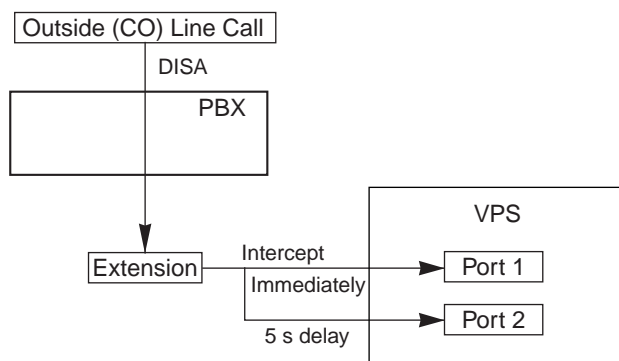 Outside (CO) Line Call
DISA
PBX
VPS
Extension
Intercept
Immediately
Port 1
5 s delay
Port 2